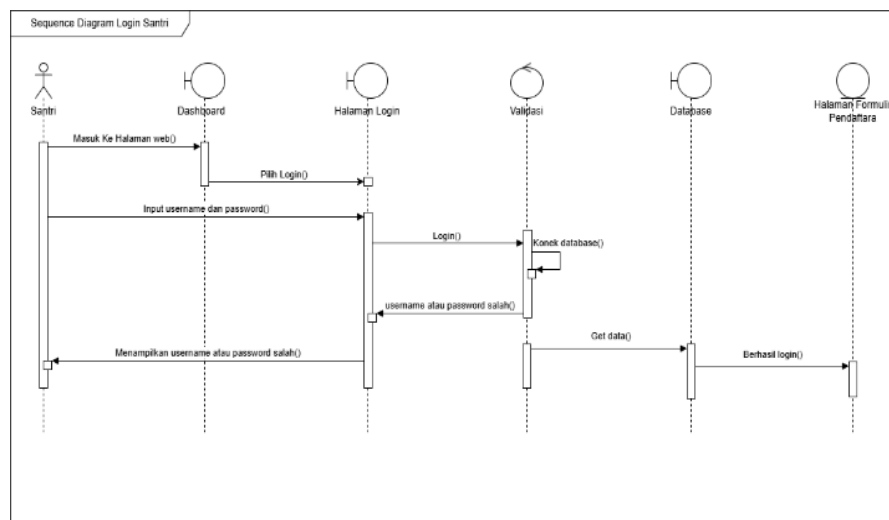 Sequence Diagram Login Santri
Santri
Dashboard
Halaman Login
Validasi
Database
Halaman Formuli
Pendaftara
Masuk Ke Halaman web()
Pilih Login()
Input username dan password()
Login()
Konek database()
username atau password salah()
Get data()
Menampilkan username atau password salah()
Berhasil login()